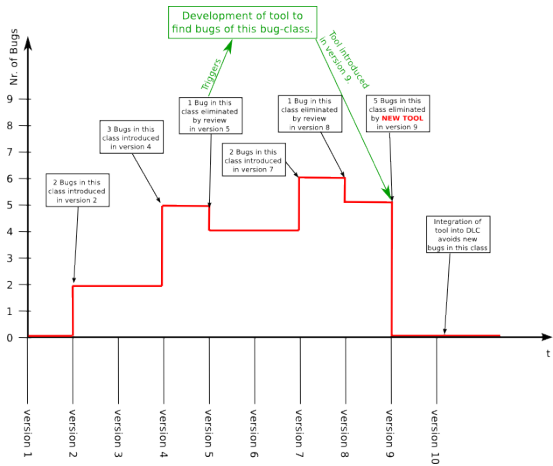 Development of tool to
find bugs of this bug-class.
Nr. of Bugs
Triggers
Tool introduced
in version 9
1 Bug in this
class eliminated
by review
in version 5
1 Bug in this
class eliminated
by review
in version 8
5 Bugs in this
class eliminated
by NEW TOOL
in version 9
3 Bugs in this
class introduced
in version 4
2 Bugs in this
class introduced
in version 7
2 Bugs in this
class introduced
in version 2
Integration of
tool into DLC
avoids new
bugs in this class
9
8
7
6
5
4
3
2
1
0
t
version 1
version 2
version 3
version 4
version 5
version 6
version 7
version 8
version 9
version 10